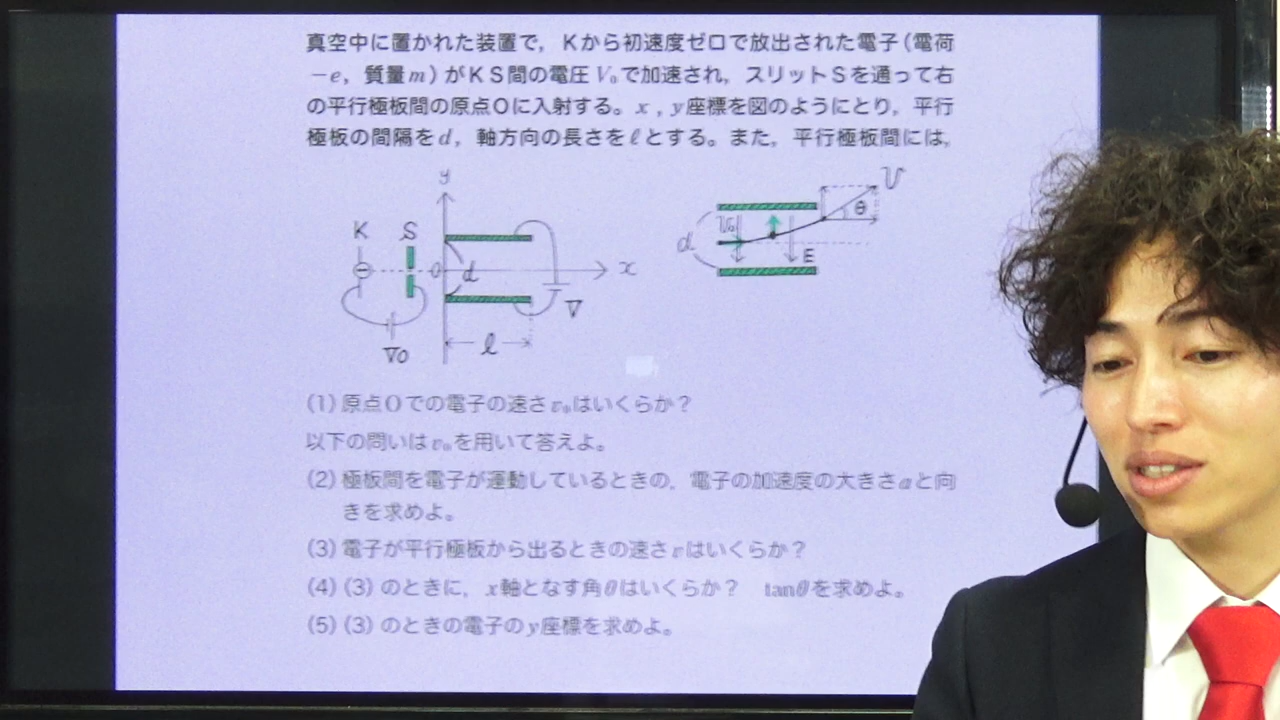 真空中に置かれた装置で，Kから初速度ゼロで放出された電子（電荷
－e，質量m）がKS間の電圧V₀で加速され，スリットSを通って右
の平行極板間の原点Oに入射する。x，y座標を図のようにとり，平行
極板の間隔をd，軸方向の長さをℓとする。また，平行極板間には，
y
K
S
O
d
x
V
V0
ℓ
d
v₀
E
θ
v
(1) 原点Oでの電子の速さv₀はいくらか？
以下の問いはv₀を用いて答えよ。
(2) 極板間を電子が運動しているときの，電子の加速度の大きさaと向
きを求めよ。
(3) 電子が平行極板から出るときの速さvはいくらか？
(4) (3) のときに，x軸となす角θはいくらか？　tanθを求めよ。
(5) (3) のときの電子のy座標を求めよ。